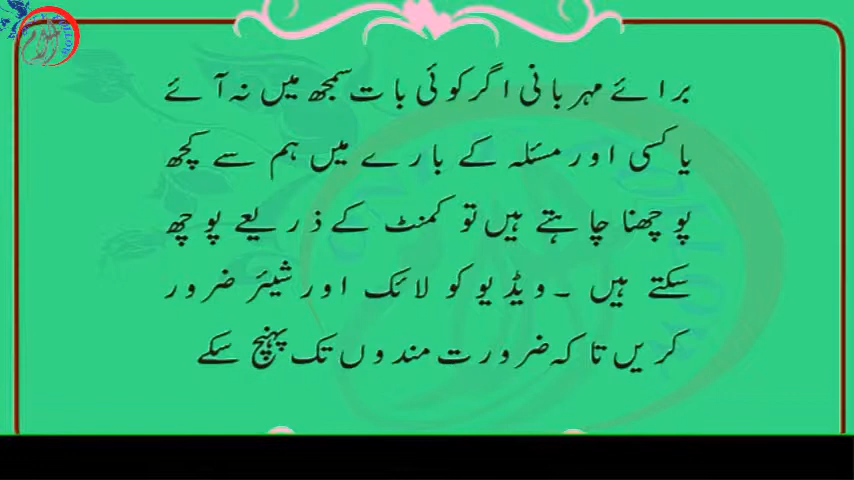 برائے مہربانی اگر کوئی بات سمجھ میں نہ آئے
یا کسی اور مسئلہ کے بارے میں ہم سے کچھ
پوچھنا چاہتے ہیں تو کمنٹ کے ذریعے پوچھ
سکتے ہیں ۔ ویڈیو کو لائک اور شیئر ضرور
کریں تا کہ ضرورت مندوں تک پہنچ سکے